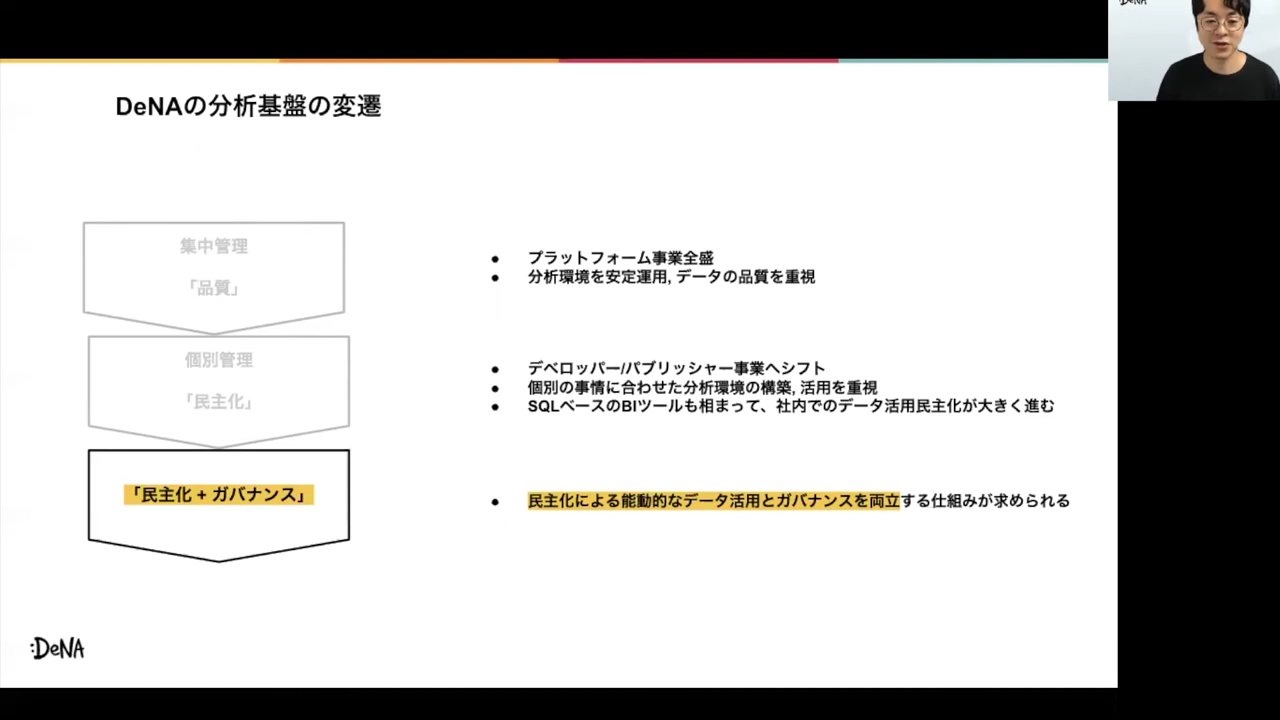 DeNA
DeNAの分析基盤の変遷
集中管理
「品質」
プラットフォーム事業全盛
分析環境を安定運用, データの品質を重視
個別管理
「民主化」
デベロッパー/パブリッシャー事業へシフト
個別の事情に合わせた分析環境の構築, 活用を重視
SQLベースのBIツールも相まって、社内でのデータ活用民主化が大きく進む
「民主化 + ガバナンス」
民主化による能動的なデータ活用とガバナンスを両立する仕組みが求められる
:DeNA